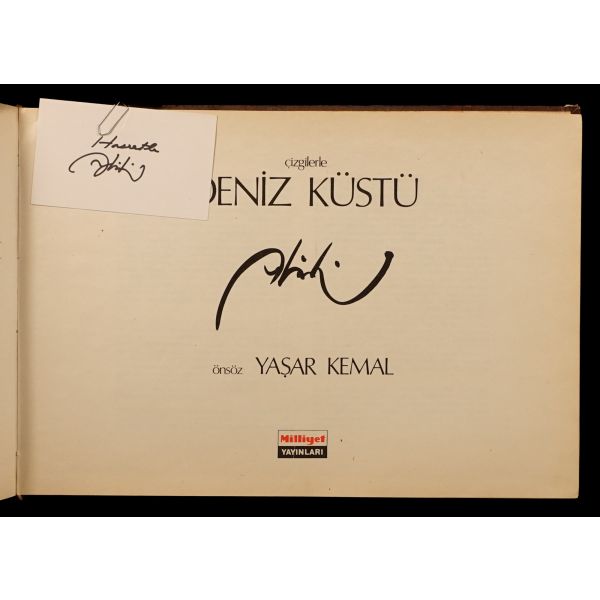 Hasretle
çizgilerle
DENİZ KÜSTÜ
önsöz YAŞAR KEMAL
Milliyet
YAYINLARI